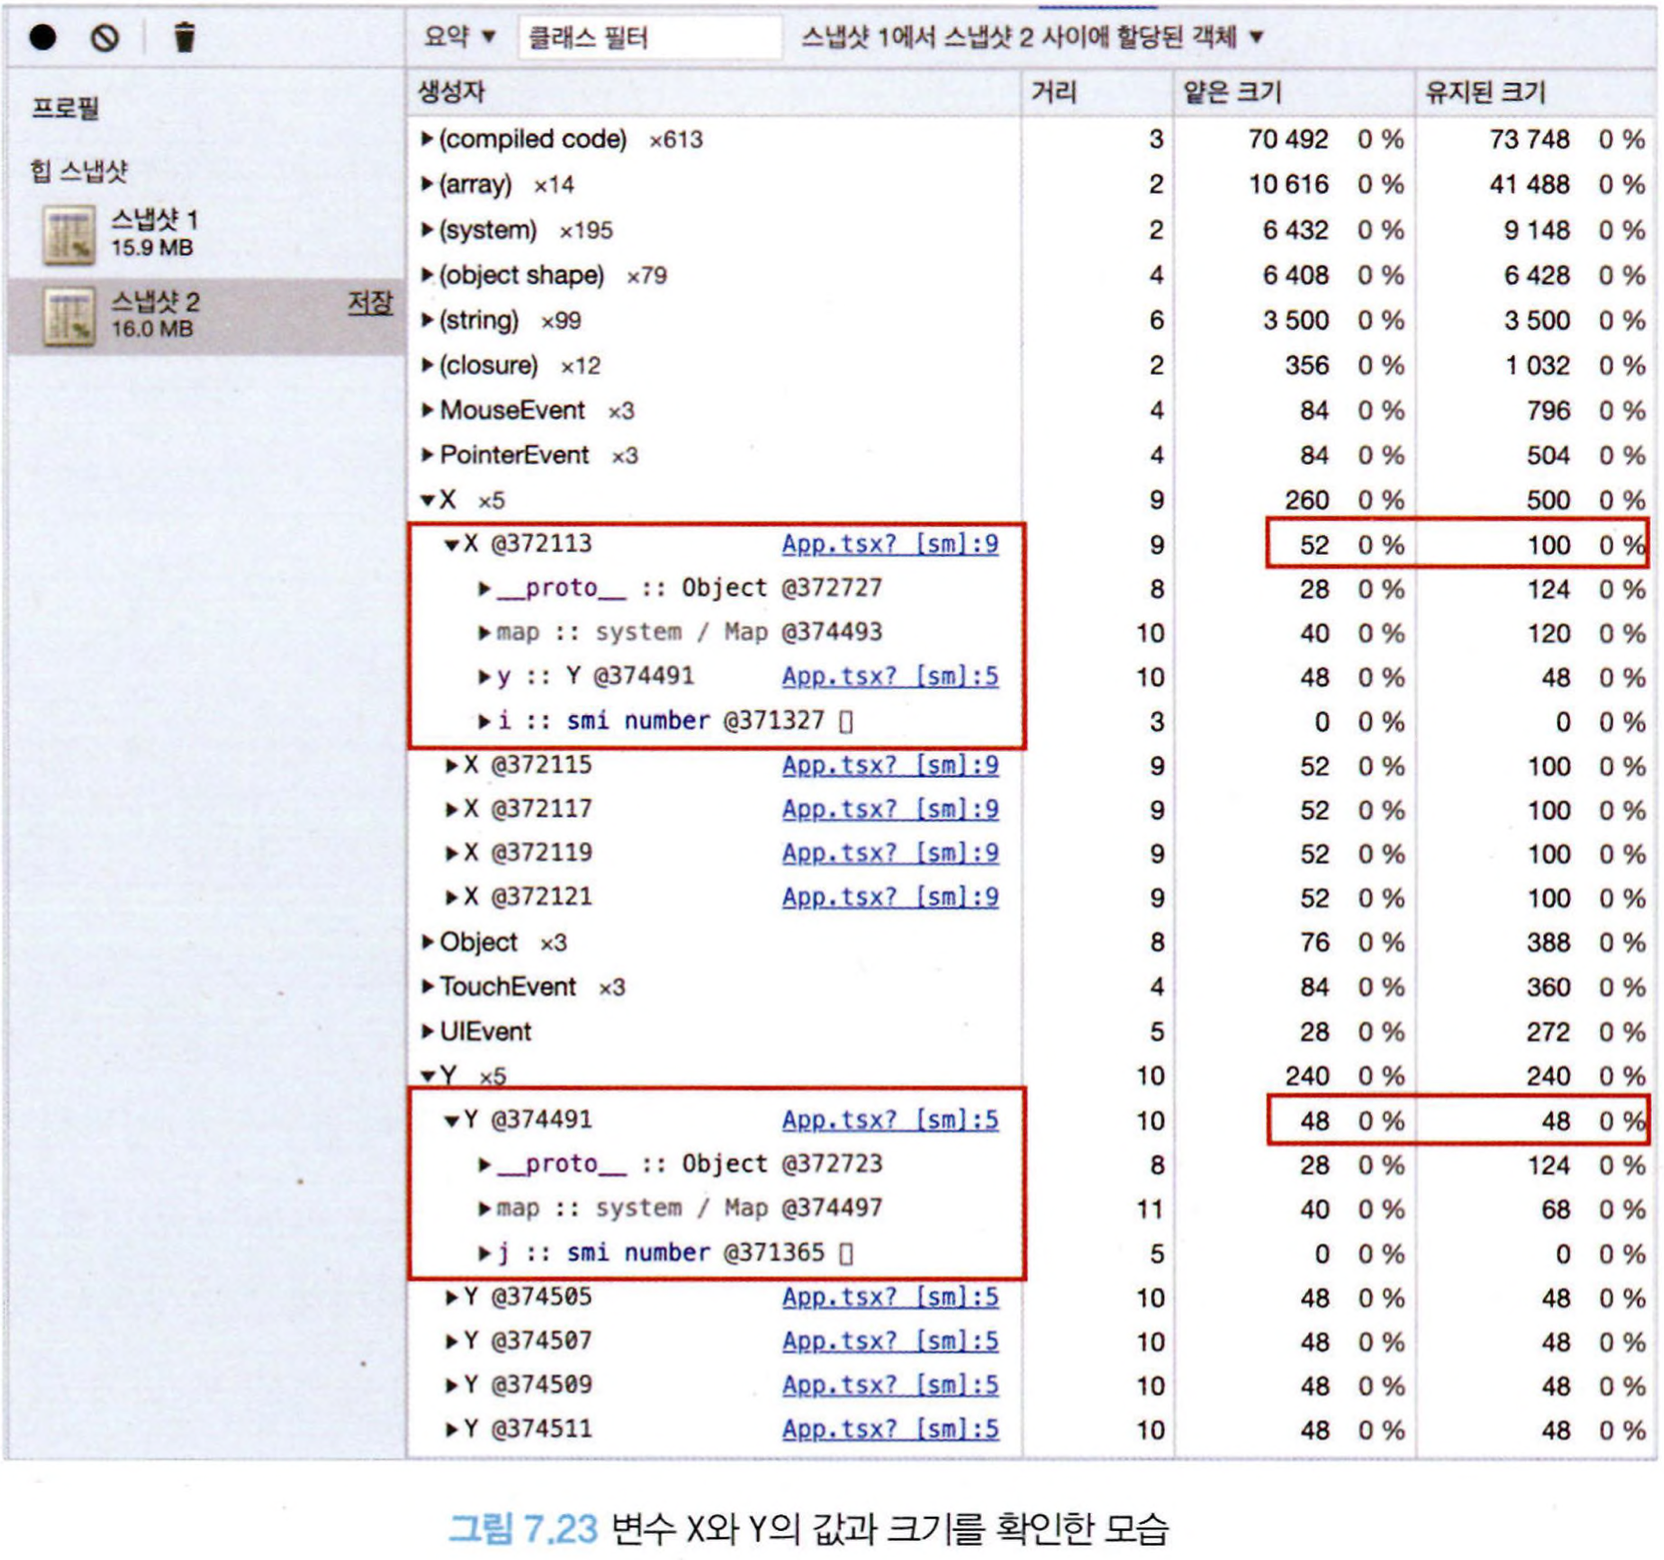 요약 ▼ 클래스 필터 스냅샷 1에서 스냅샷 2 사이에 할당된 객체 ▼
프로필
힙 스냅샷
스냅샷 1
15.9 MB
스냅샷 2 저장
16.0 MB
생성자 거리 얕은 크기 유지된 크기
▶(compiled code) ×613 3 70 492 0 % 73 748 0 %
▶(array) ×14 2 10 616 0 % 41 488 0 %
▶(system) ×195 2 6 432 0 % 9 148 0 %
▶(object shape) ×79 4 6 408 0 % 6 428 0 %
▶(string) ×99 6 3 500 0 % 3 500 0 %
▶(closure) ×12 2 356 0 % 1 032 0 %
▶MouseEvent ×3 4 84 0 % 796 0 %
▶PointerEvent ×3 4 84 0 % 504 0 %
▼X ×5 9 260 0 % 500 0 %
▼X @372113 App.tsx? [sm]:9 9 52 0 % 100 0 %
▶__proto__ :: Object @372727 8 28 0 % 124 0 %
▶map :: system / Map @374493 10 40 0 % 120 0 %
▶y :: Y @374491 App.tsx? [sm]:5 10 48 0 % 48 0 %
▶i :: smi number @371327 ▯ 3 0 0 % 0 0 %
▶X @372115 App.tsx? [sm]:9 9 52 0 % 100 0 %
▶X @372117 App.tsx? [sm]:9 9 52 0 % 100 0 %
▶X @372119 App.tsx? [sm]:9 9 52 0 % 100 0 %
▶X @372121 App.tsx? [sm]:9 9 52 0 % 100 0 %
▶Object ×3 8 76 0 % 388 0 %
▶TouchEvent ×3 4 84 0 % 360 0 %
▶UIEvent 5 28 0 % 272 0 %
▼Y ×5 10 240 0 % 240 0 %
▼Y @374491 App.tsx? [sm]:5 10 48 0 % 48 0 %
▶__proto__ :: Object @372723 8 28 0 % 124 0 %
▶map :: system / Map @374497 11 40 0 % 68 0 %
▶j :: smi number @371365 ▯ 5 0 0 % 0 0 %
▶Y @374505 App.tsx? [sm]:5 10 48 0 % 48 0 %
▶Y @374507 App.tsx? [sm]:5 10 48 0 % 48 0 %
▶Y @374509 App.tsx? [sm]:5 10 48 0 % 48 0 %
▶Y @374511 App.tsx? [sm]:5 10 48 0 % 48 0 %
그림 7.23 변수 X와 Y의 값과 크기를 확인한 모습